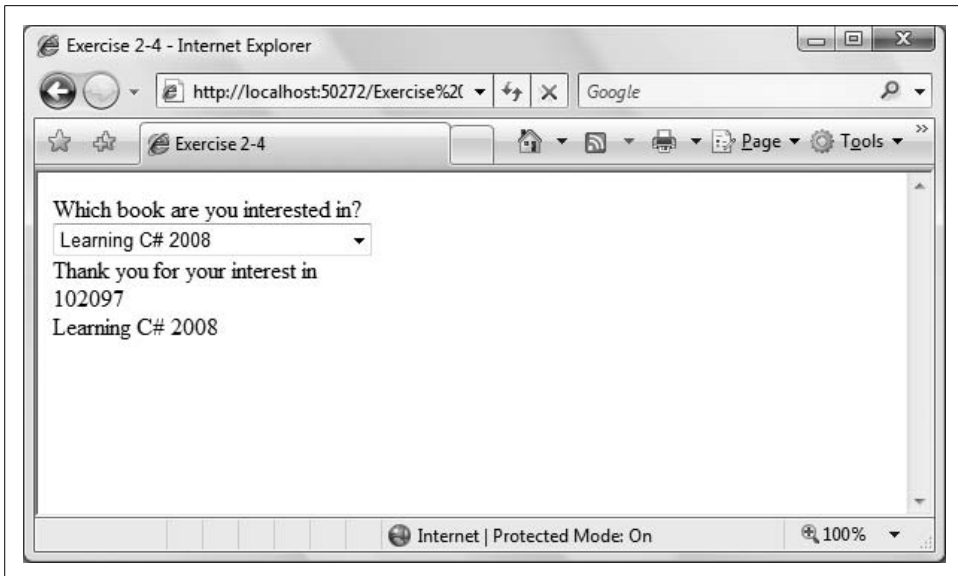 Exercise 2-4 - Internet Explorer
http://localhost:50272/Exercise%2(
Google
Exercise 2-4
Page
Tools
Which book are you interested in?
Learning C# 2008
Thank you for your interest in
102097
Learning C# 2008
Internet | Protected Mode: On
100%